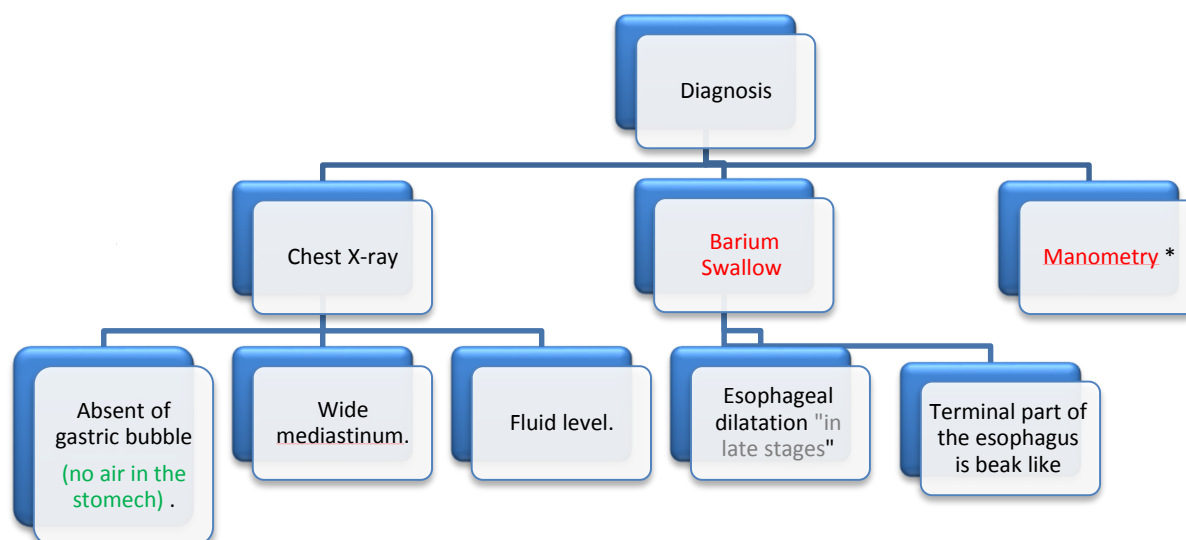 Diagnosis
Chest X-ray
Barium
Swallow
Manometry *
Absent of
gastric bubble
(no air in the
stomech) .
Wide
mediastinum.
Fluid level.
Esophageal
dilatation "in
late stages"
Terminal part of
the esophagus
is beak like